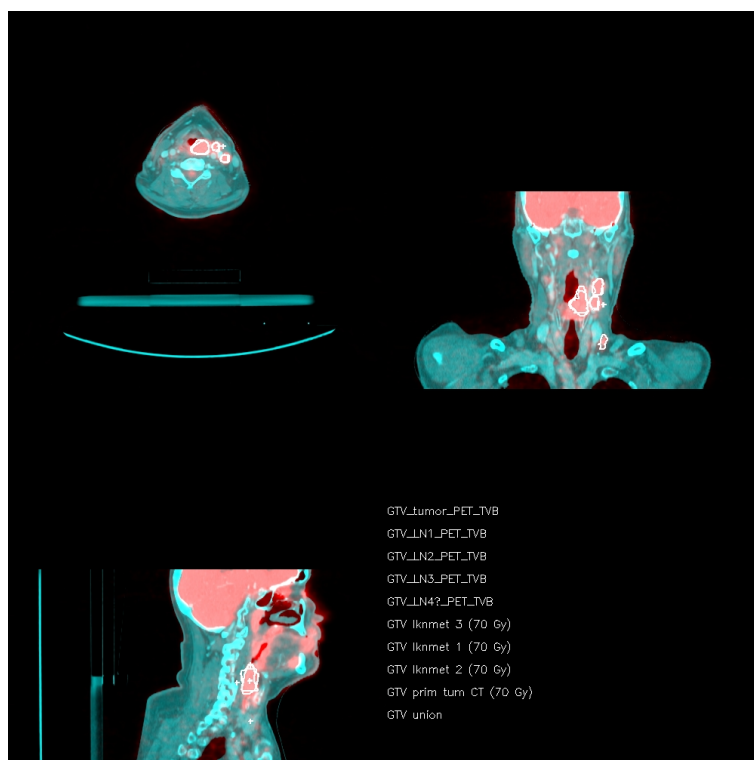 GTV_tumor_PET_TVB
GTV_LN1_PET_TVB
GTV_LN2_PET_TVB
GTV_LN3_PET_TVB
GTV_LN4?_PET_TVB
GTV lknmet 3 (70 Gy)
GTV lknmet 1 (70 Gy)
GTV lknmet 2 (70 Gy)
GTV prim tum CT (70 Gy)
GTV union